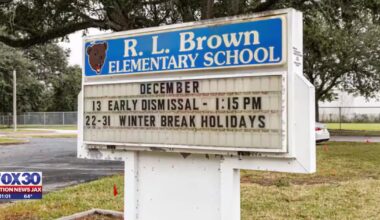 R. L. Brown
ELEMENTARY SCHOOL
DECEMBER
13 EARLY DISMISSAL - 1:15 PM
22-31 WINTER BREAK HOLIDAYS
FOX30
ACTION NEWS JAX
64°